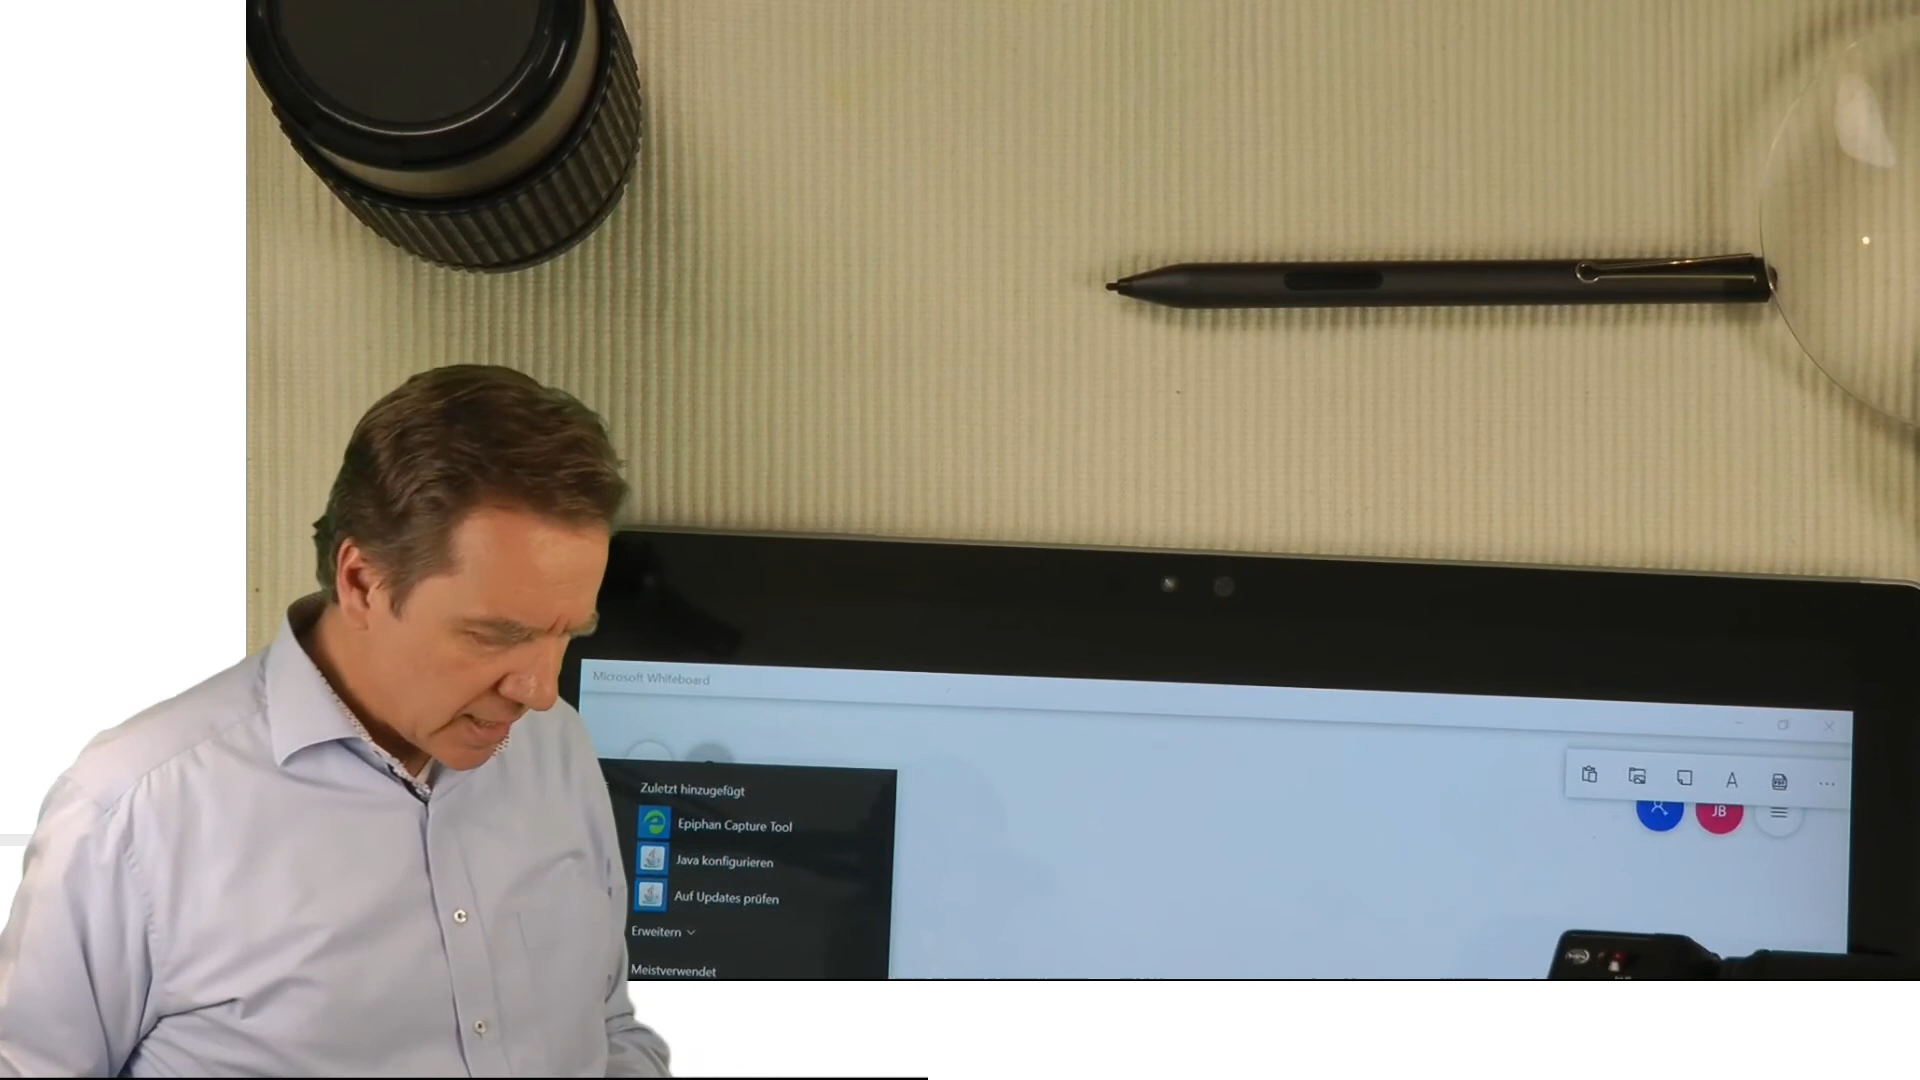 Microsoft Whiteboard
Zuletzt hinzugefügt
Epiphan Capture Tool
Java konfigurieren
Auf Updates prüfen
Erweitern
Meistverwendet
A
JB